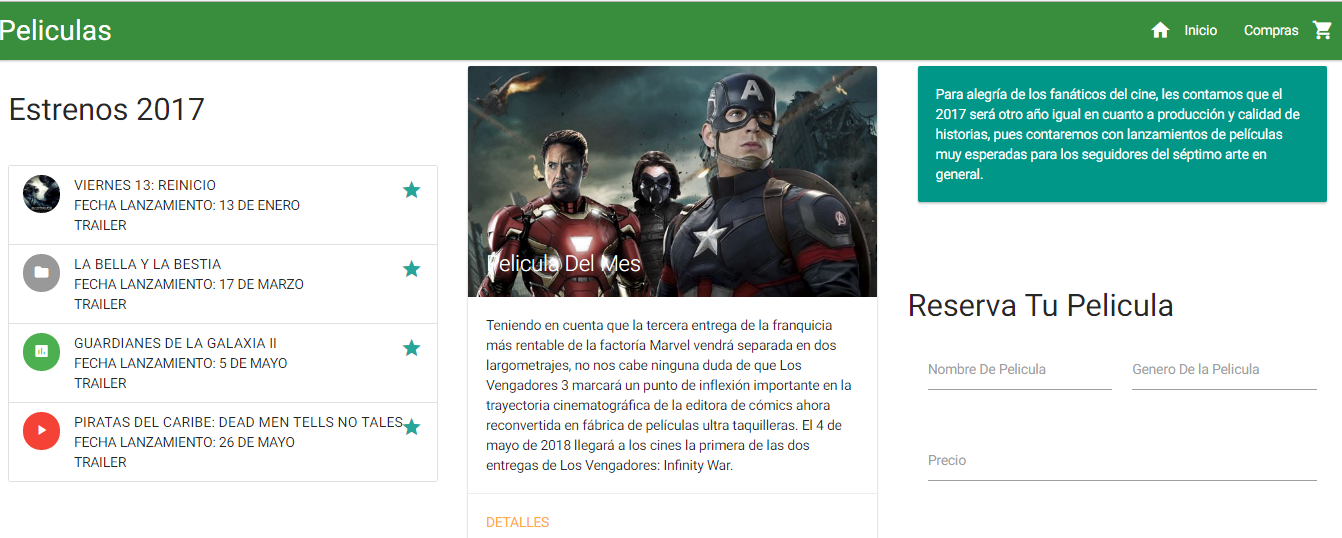 Peliculas
Inicio
Compras
Estrenos 2017
VIERNES 13: REINICIO
FECHA LANZAMIENTO: 13 DE ENERO
TRAILER
LA BELLA Y LA BESTIA
FECHA LANZAMIENTO: 17 DE MARZO
TRAILER
GUARDIANES DE LA GALAXIA II
FECHA LANZAMIENTO: 5 DE MAYO
TRAILER
PIRATAS DEL CARIBE: DEAD MEN TELLS NO TALES
FECHA LANZAMIENTO: 26 DE MAYO
TRAILER
A
Pelicula Del Mes
Teniendo en cuenta que la tercera entrega de la franquicia
más rentable de la factoría Marvel vendrá separada en dos
largometrajes, no nos cabe ninguna duda de que Los
Vengadores 3 marcará un punto de inflexión importante en la
trayectoria cinematográfica de la editora de cómics ahora
reconvertida en fábrica de películas ultra taquilleras. El 4 de
mayo de 2018 llegará a los cines la primera de las dos
entregas de Los Vengadores: Infinity War.
DETALLES
Para alegría de los fanáticos del cine, les contamos que el
2017 será otro año igual en cuanto a producción y calidad de
historias, pues contaremos con lanzamientos de películas
muy esperadas para los seguidores del séptimo arte en
general.
Reserva Tu Pelicula
Nombre De Pelicula
Genero De la Pelicula
Precio